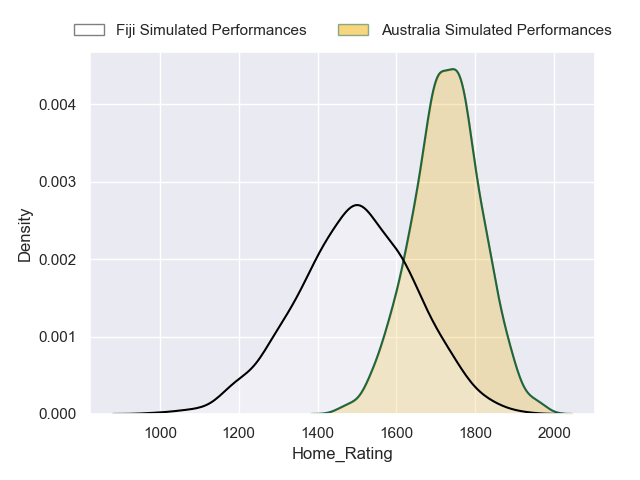 Fiji Simulated Performances
Australia Simulated Performances
0.004
0.003
0.002
0.001
0.000
Density
1000 1200 1400 1600 1800 2000
Home_Rating